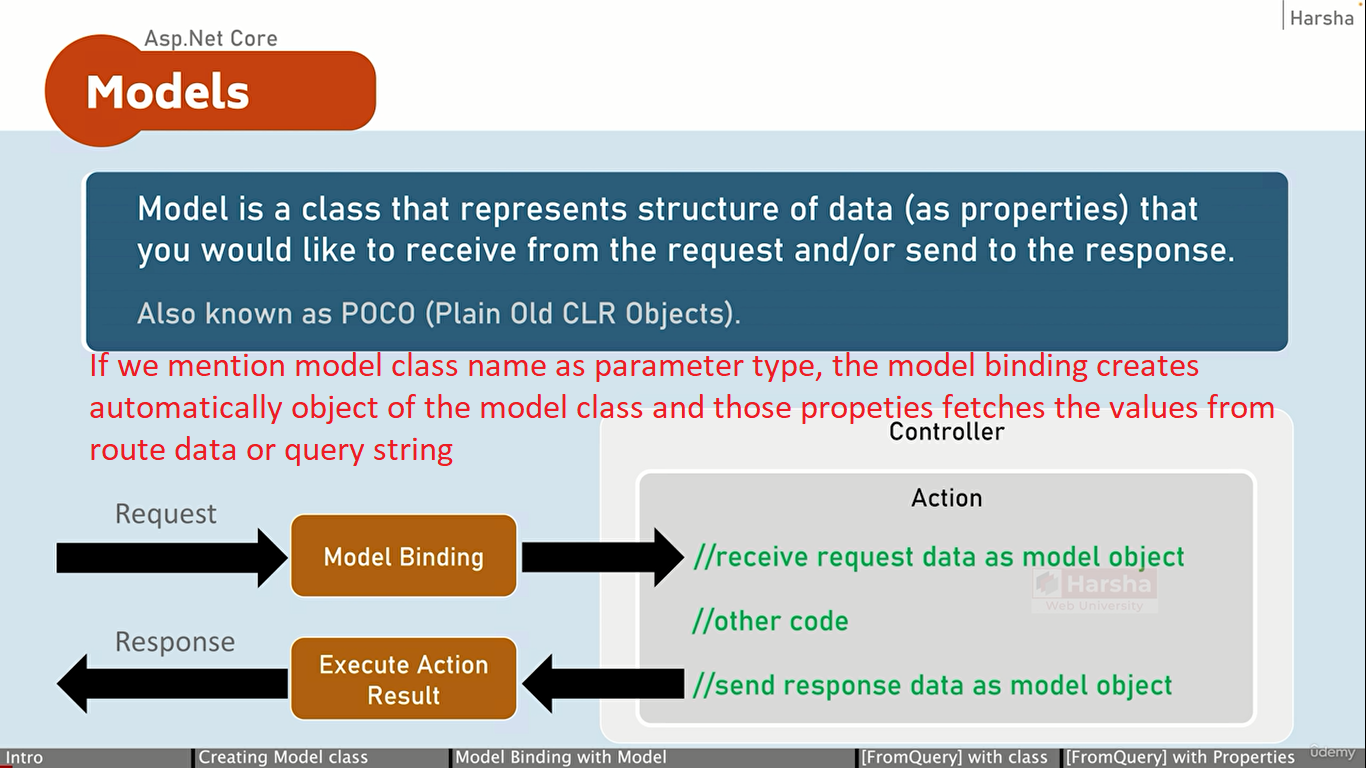 Harsha
Asp.Net Core
Models
Model is a class that represents structure of data (as properties) that
you would like to receive from the request and/or send to the response.
Also known as POCO (Plain Old CLR Objects).
If we mention model class name as parameter type, the model binding creates
automatically object of the model class and those propeties fetches the values from
route data or query string
Controller
Action
Request
Model Binding
//receive request data as model object
Harsha
Web University
//other code
Response
Execute Action
Result
//send response data as model object
Intro
Creating Model class
Model Binding with Model
[FromQuery] with class
[FromQuery] with Properties
ûdemy